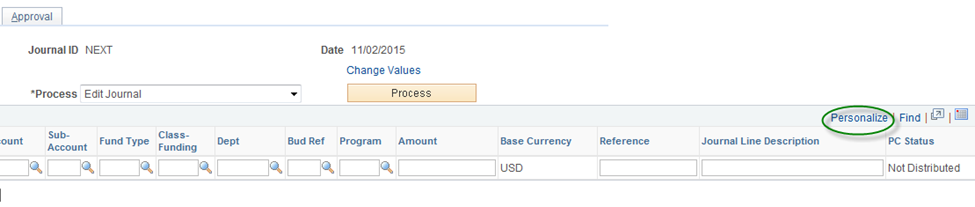 Approval
Journal ID NEXT Date 11/02/2015
Change Values
*Process Edit Journal Process
Personalize | Find | |
ount Sub-Account Fund Type Class-Funding Dept Bud Ref Program Amount Base Currency Reference Journal Line Description PC Status
USD Not Distributed